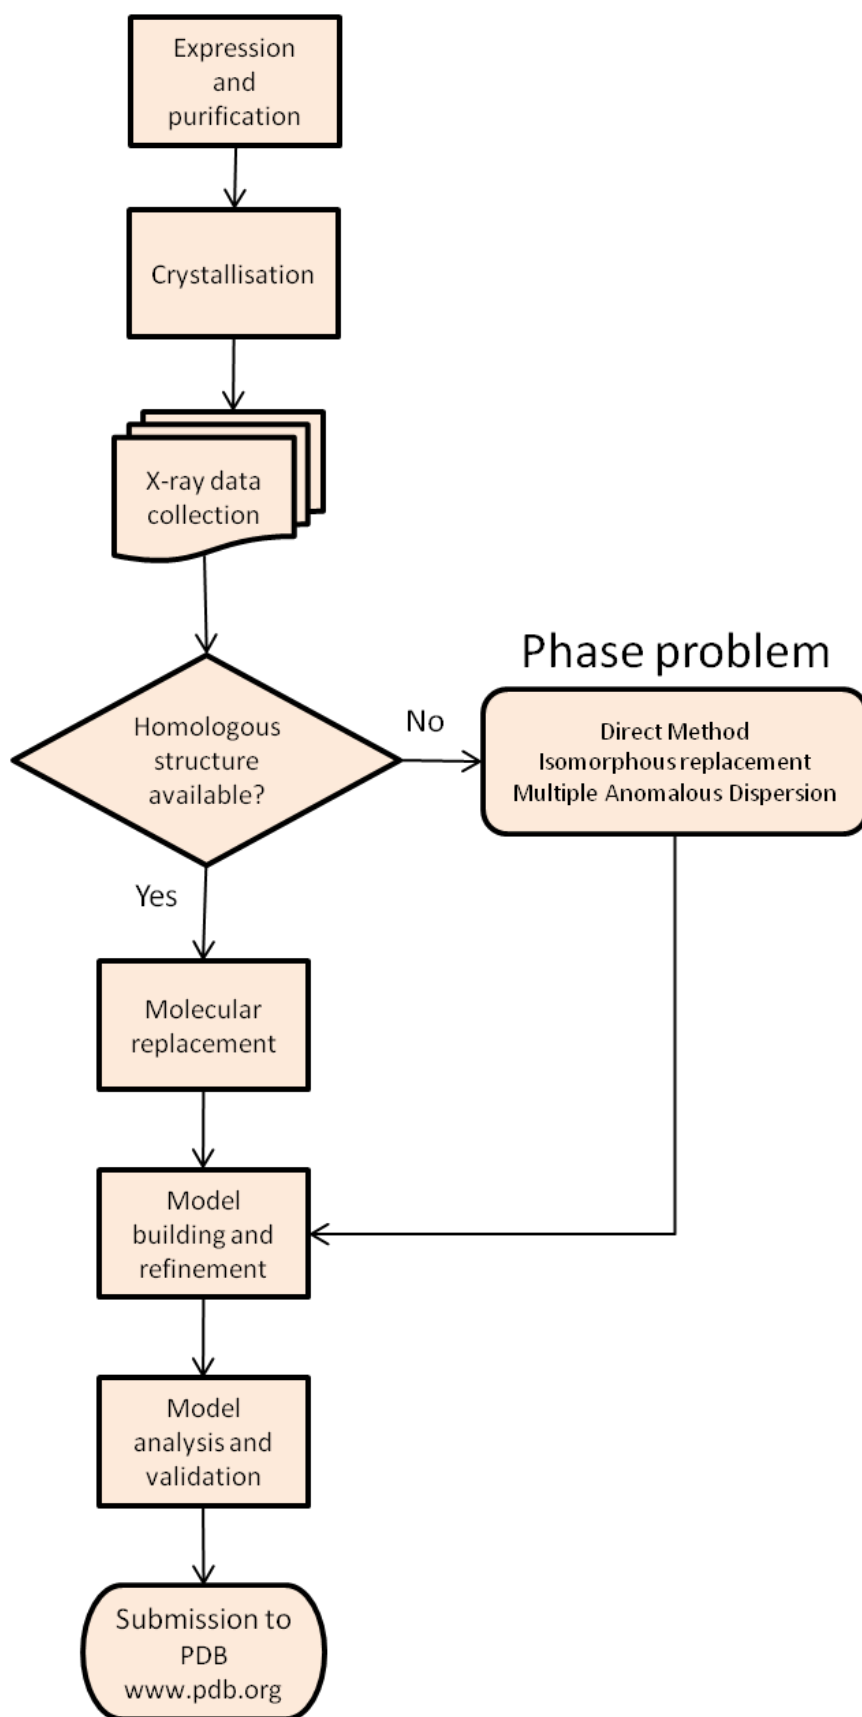 Expression
and
purification
Crystallisation
X-ray data
collection
Phase problem
Homologous
structure
available?
No
Direct Method
Isomorphous replacement
Multiple Anomalous Dispersion
Yes
Molecular
replacement
Model
building and
refinement
Model
analysis and
validation
Submission to
PDB
www.pdb.org